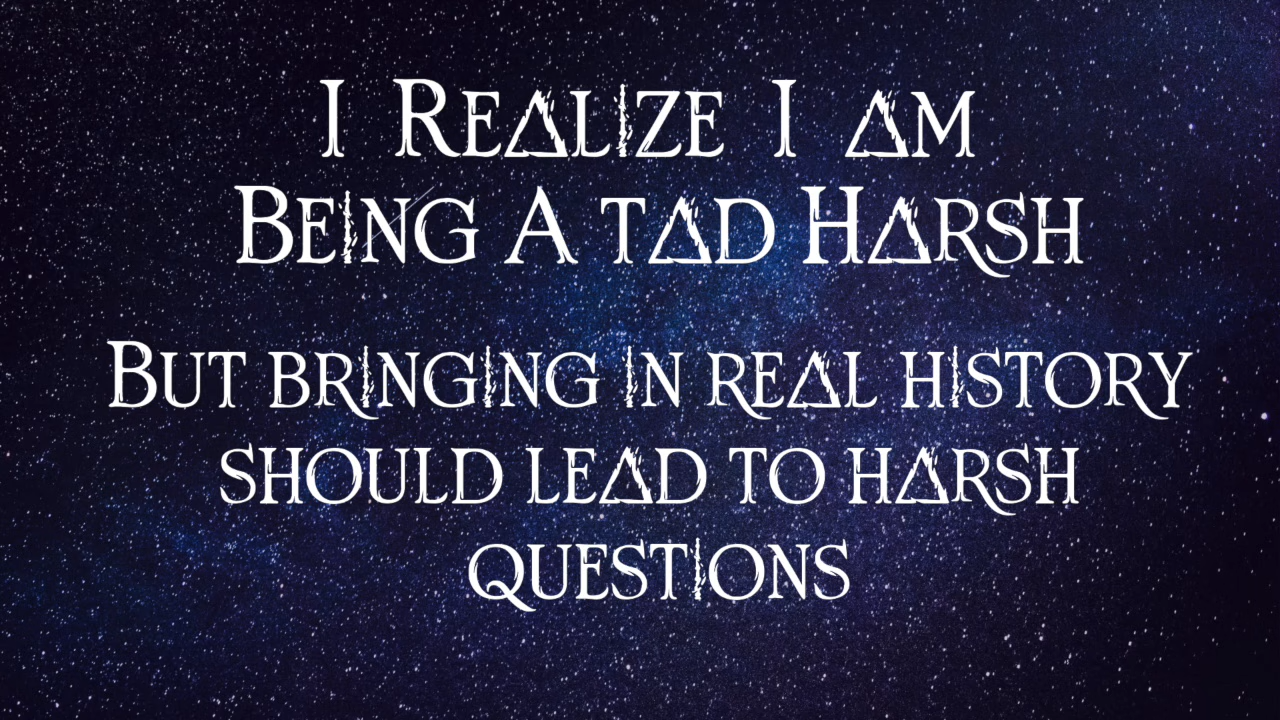 I Realize I am
Being A tad Harsh
But bringing in real history
should lead to harsh
questions